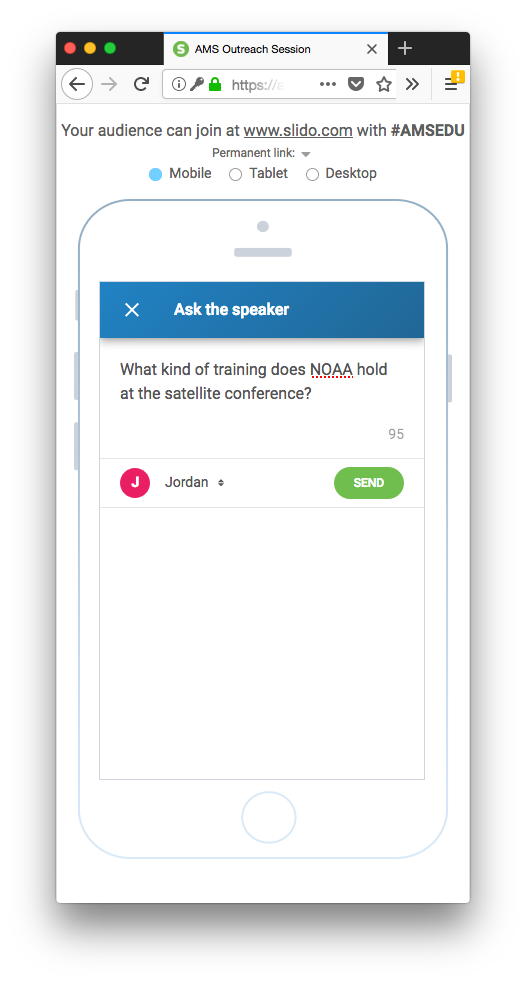 S AMS Outreach Session
https://a
Your audience can join at www.slido.com with #AMSEDU
Permanent link:
Mobile Tablet Desktop
Ask the speaker
What kind of training does NOAA hold
at the satellite conference?
95
J Jordan SEND